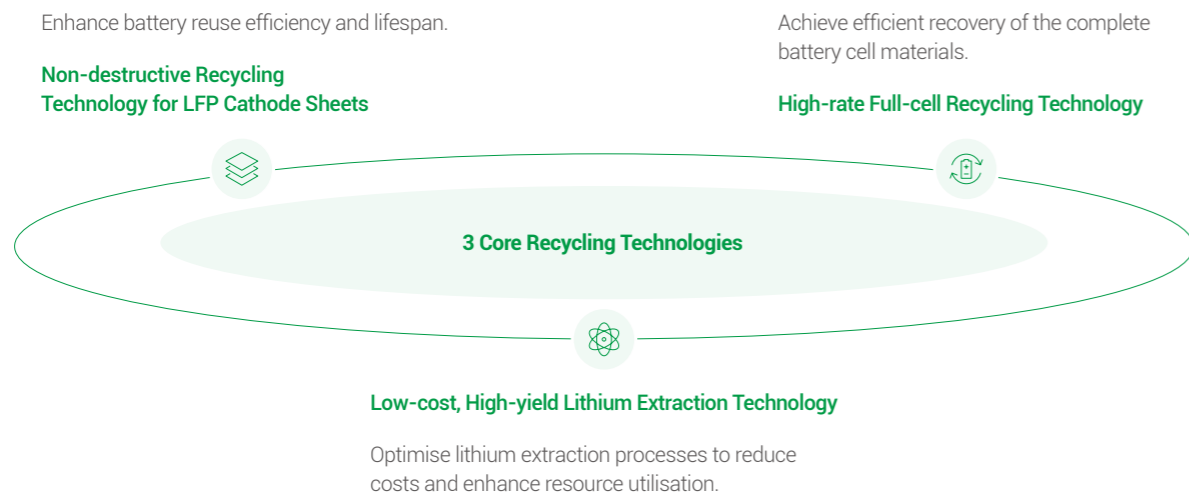 Enhance battery reuse efficiency and lifespan.
Non-destructive Recycling
Technology for LFP Cathode Sheets
Achieve efficient recovery of the complete
battery cell materials.
High-rate Full-cell Recycling Technology
3 Core Recycling Technologies
Low-cost, High-yield Lithium Extraction Technology
Optimise lithium extraction processes to reduce
costs and enhance resource utilisation.